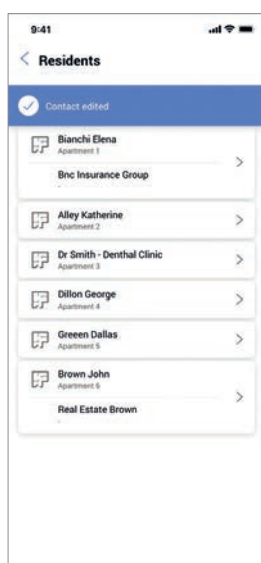 9:41
Residents
Contact edited
Bianchi Elena
Apartment 1
Bnc Insurance Group
-
Alley Katherine
Apartment 2
Dr Smith - Denthal Clinic
Apartment 3
Dillon George
Apartment 4
Greeen Dallas
Apartment 5
Brown John
Apartment 6
Real Estate Brown
-